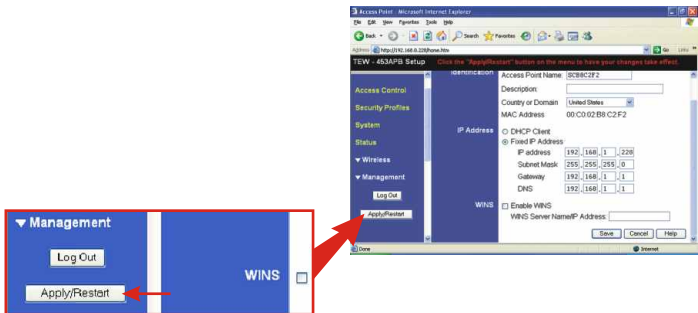 Access Point - Microsoft Internet Explorer
File Edit View Favorites Tools Help
Back Search Favorites
Address http://192.168.0.228/home.htm Go Links
TEW - 453APB Setup Click the "Apply/Restart" button on the menu to have your changes take effect.
Identification Access Point Name: SCB8C2F2
Description:
Country or Domain United States
MAC Address: 00:C0:02:B8:C2:F2
Access Control
Security Profiles
System
Status
Wireless
Management
Log Out
Apply/Restart
IP Address DHCP Client
Fixed IP Address
IP address 192 .168 .1 .228
Subnet Mask 255 .255 .255 .0
Gateway 192 .168 .1 .1
DNS 192 .168 .1 .1
WINS Enable WINS
WINS Server Name/IP Address:
Save Cancel Help
Done Internet
Management
Log Out
Apply/Restart
WINS